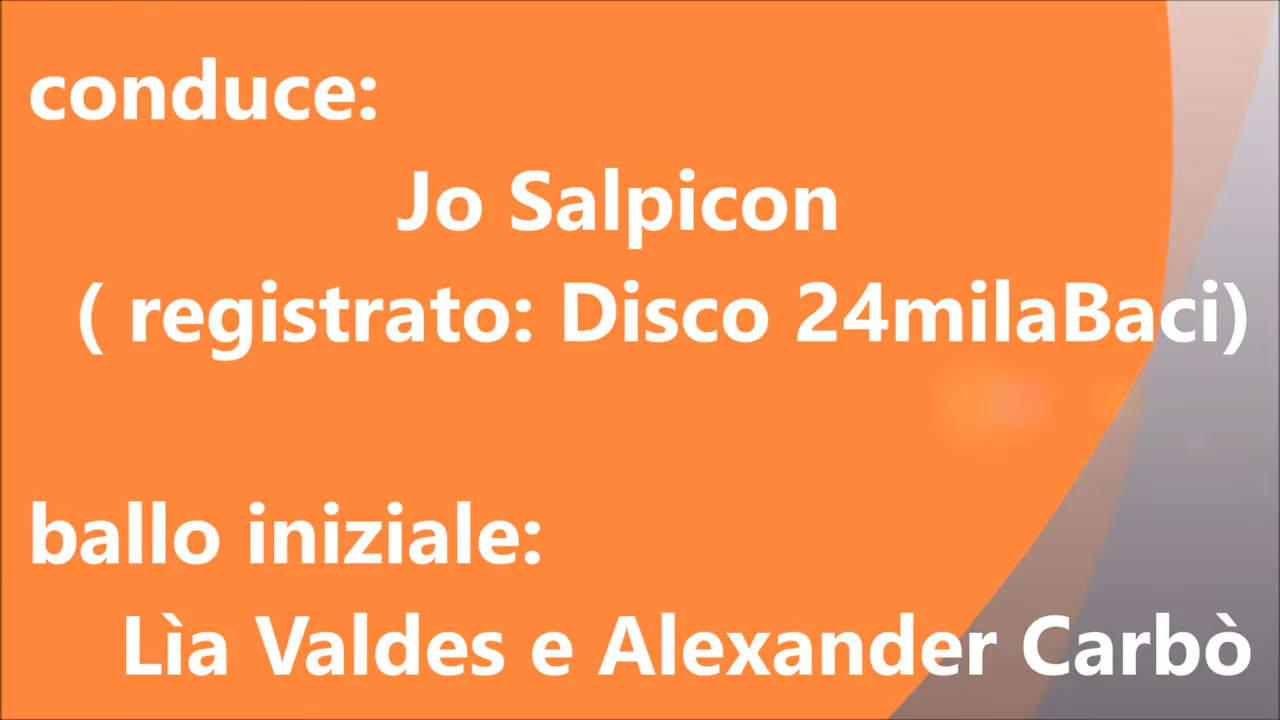 conduce:
Jo Salpicon
( registrato: Disco 24milaBaci)
ballo iniziale:
Lìa Valdes e Alexander Carbò